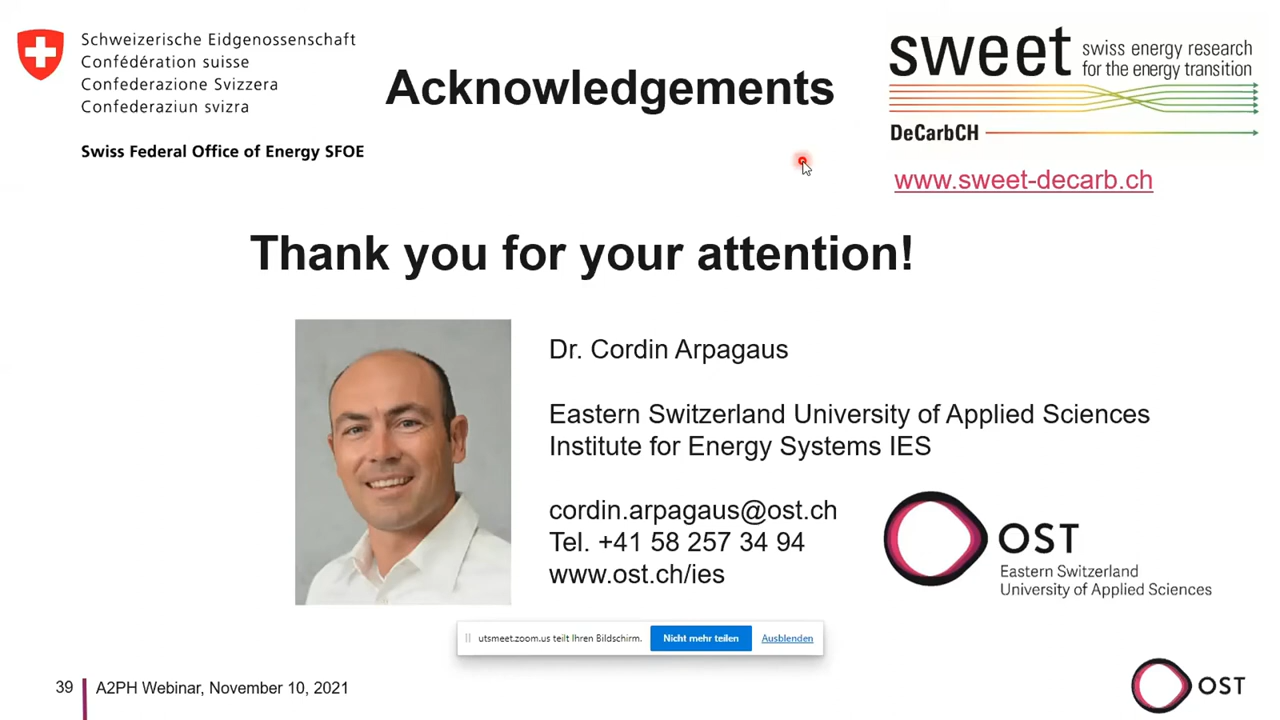 Schweizerische Eidgenossenschaft
Confédération suisse
Confederazione Svizzera
Confederaziun svizra
Swiss Federal Office of Energy SFOE
Acknowledgements
sweet swiss energy research
for the energy transition
DeCarbCH
www.sweet-decarb.ch
Thank you for your attention!
Dr. Cordin Arpagaus
Eastern Switzerland University of Applied Sciences
Institute for Energy Systems IES
cordin.arpagaus@ost.ch
Tel. +41 58 257 34 94
www.ost.ch/ies
OST
Eastern Switzerland
University of Applied Sciences
utsmeet.zoom.us teilt Ihren Bildschirm. Nicht mehr teilen Ausblenden
39 A2PH Webinar, November 10, 2021
OST